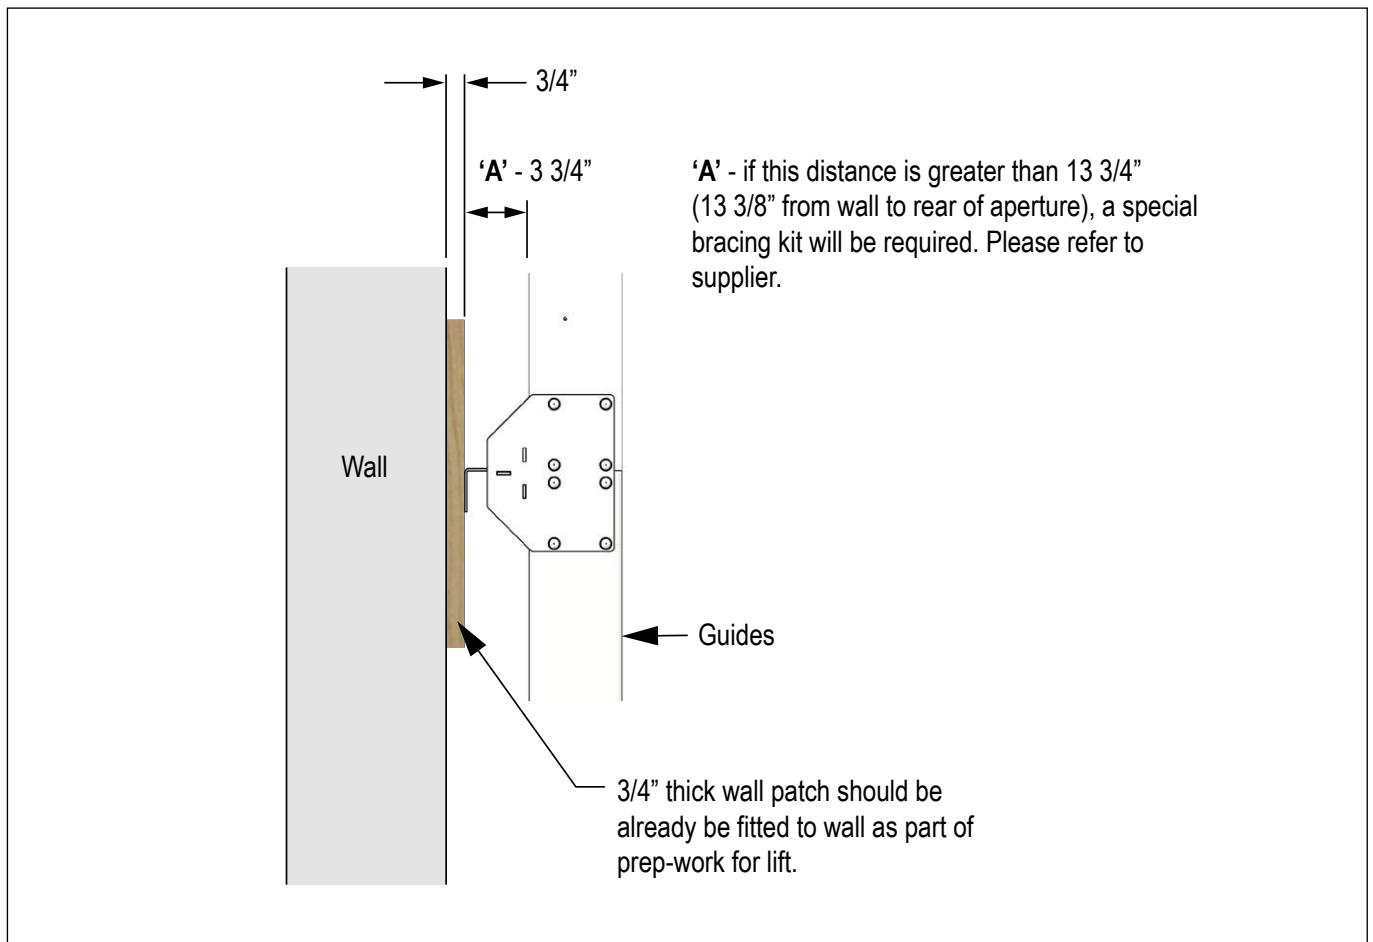 3/4”
‘A’ - 3 3/4”
‘A’ - if this distance is greater than 13 3/4”
(13 3/8” from wall to rear of aperture), a special
bracing kit will be required. Please refer to
supplier.
Wall
Guides
3/4” thick wall patch should be
already be fitted to wall as part of
prep-work for lift.